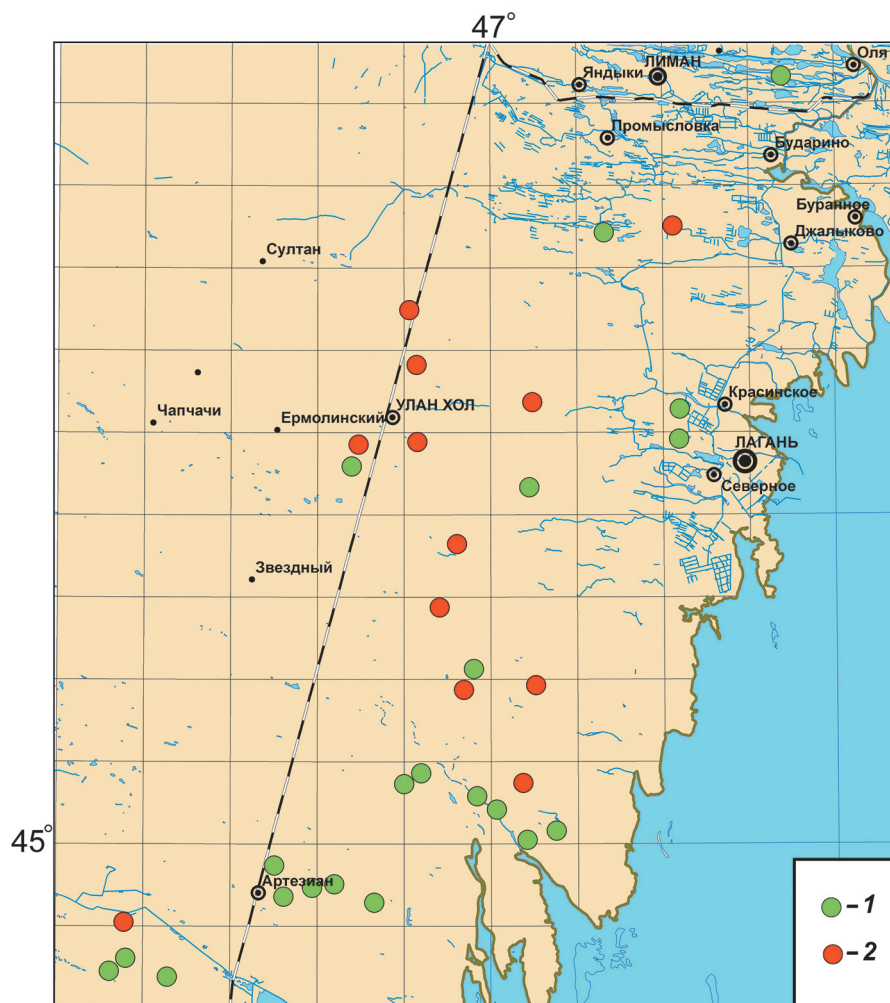 47°
Оля
ЛИМАН
Яндыки
Промысловка
Бударино
Буранное
Джалыково
Султан
Красинское
Чапчачи
Ермолинский
УЛАН ХОЛ
ЛАГАНЬ
Северное
Звездный
45°
Артезиан
–1
–2